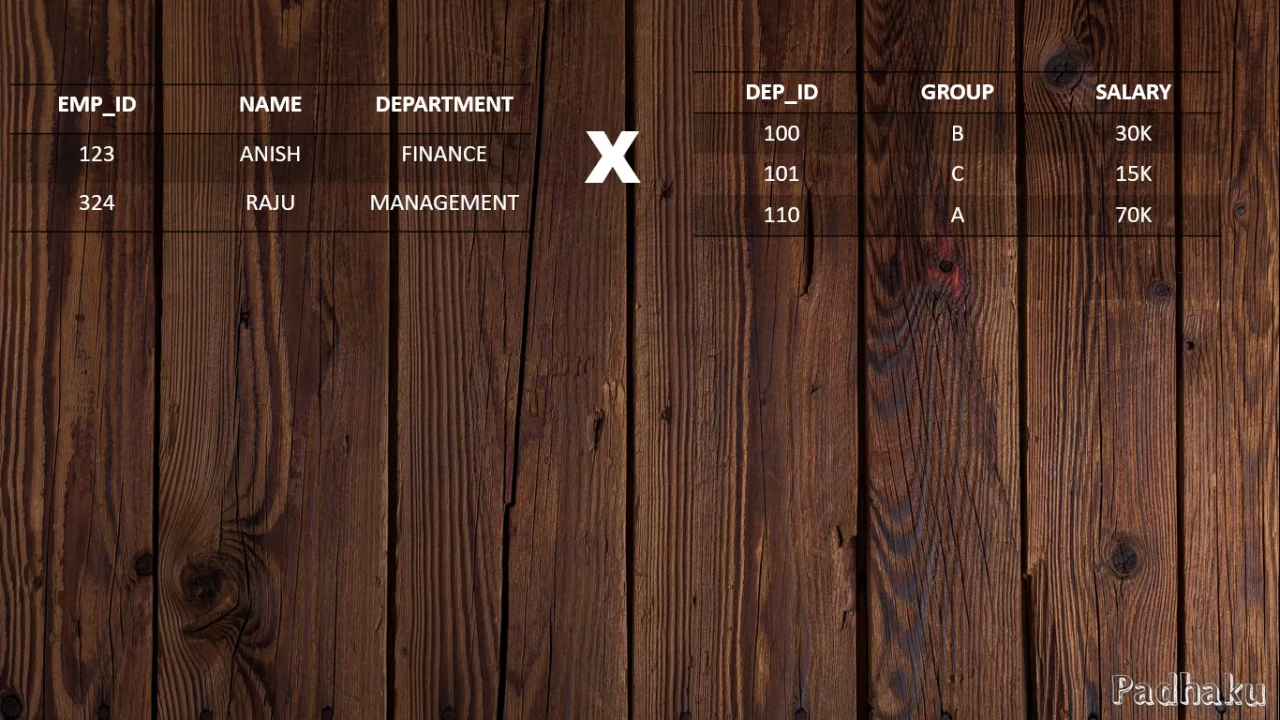 EMP_ID NAME DEPARTMENT
123 ANISH FINANCE
324 RAJU MANAGEMENT
X
DEP_ID GROUP SALARY
100 B 30K
101 C 15K
110 A 70K
Padhaku